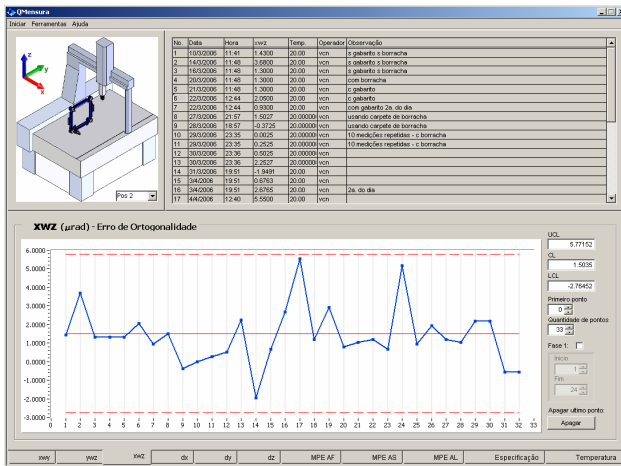 QMensura
Iniciar Ferramentas Ajuda
z
y
x
Pos 2
No. Data Hora xwz Temp. Operador Observação
1 10/3/2006 11:41 1.4300 20.00 vcn s gabarito s borracha
2 14/3/2006 11:48 3.6800 20.00 vcn s gabarito s borracha
3 16/3/2006 11:48 1.3000 20.00 vcn s gabarito s borracha
4 20/3/2006 11:48 1.3000 20.00 vcn com borracha
5 21/3/2006 11:48 1.3000 20.00 vcn c gabarito
6 22/3/2006 12:44 2.0500 20.00 vcn c gabarito
7 22/3/2006 12:44 0.9300 20.00 vcn com gabarito 2a. do dia
8 27/3/2006 21:57 1.5027 20.00000 vcn usando carpete de borracha
9 28/3/2006 18:57 -0.3725 20.00000 vcn usando carpete de borracha
10 29/3/2006 23:35 0.0025 20.00000 vcn 10 medições repetidas - c borracha
11 29/3/2006 23:35 0.2525 20.00000 vcn 10 medições repetidas - c borracha
12 30/3/2006 23:36 0.5025 20.00000 vcn
13 30/3/2006 23:36 2.2527 20.00000 vcn
14 31/3/2006 19:51 -1.9491 20.00 vcn
15 3/4/2006 19:51 0.6763 20.00 vcn
16 3/4/2006 19:51 2.6765 20.00 vcn 2a. do dia
17 4/4/2006 12:40 5.5500 20.00 vcn
XWZ (µrad) - Erro de Ortogonalidade
6.0000
5.0000
4.0000
3.0000
2.0000
1.0000
0.0000
-1.0000
-2.0000
-3.0000
0 1 2 3 4 5 6 7 8 9 10 11 12 13 14 15 16 17 18 19 20 21 22 23 24 25 26 27 28 29 30 31 32 33
UCL
5.77152
CL
1.5035
LCL
-2.76452
Primeiro ponto
0
Quantidade de pontos
33
Fase 1:
Inicio
1
Fim
24
Apagar ultimo ponto:
Apagar
xwy ywz xwz dx dy dz MPE AF MPE AS MPE AL Especificação Temperatura